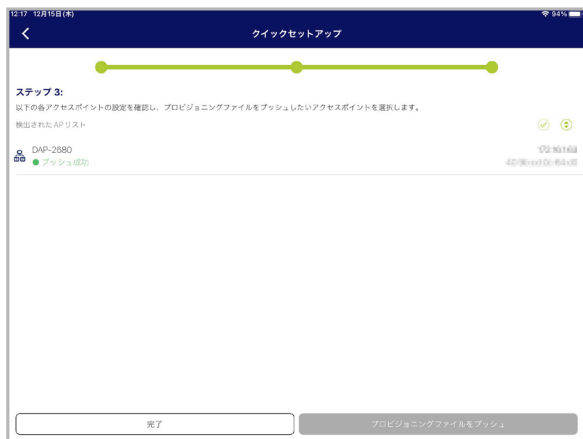 12:17 12月15日(木)
94%
クイックセットアップ
ステップ 3:
以下の各アクセスポイントの設定を確認し、プロビジョニングファイルをプッシュしたいアクセスポイントを選択します。
検出された AP リスト
DAP-2680
プッシュ成功
完了
プロビジョニングファイルをプッシュ